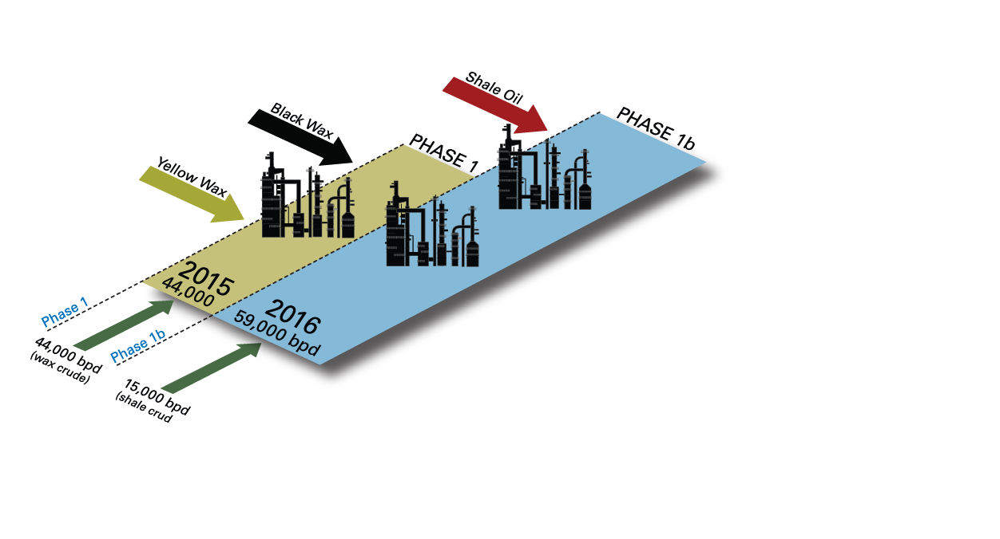 Shale Oil
Black Wax
PHASE 1b
PHASE 1
Yellow Wax
2015
44,000
2016
59,000 bpd
Phase 1
44,000 bpd
(wax crude)
Phase 1b
15,000 bpd
(shale crud